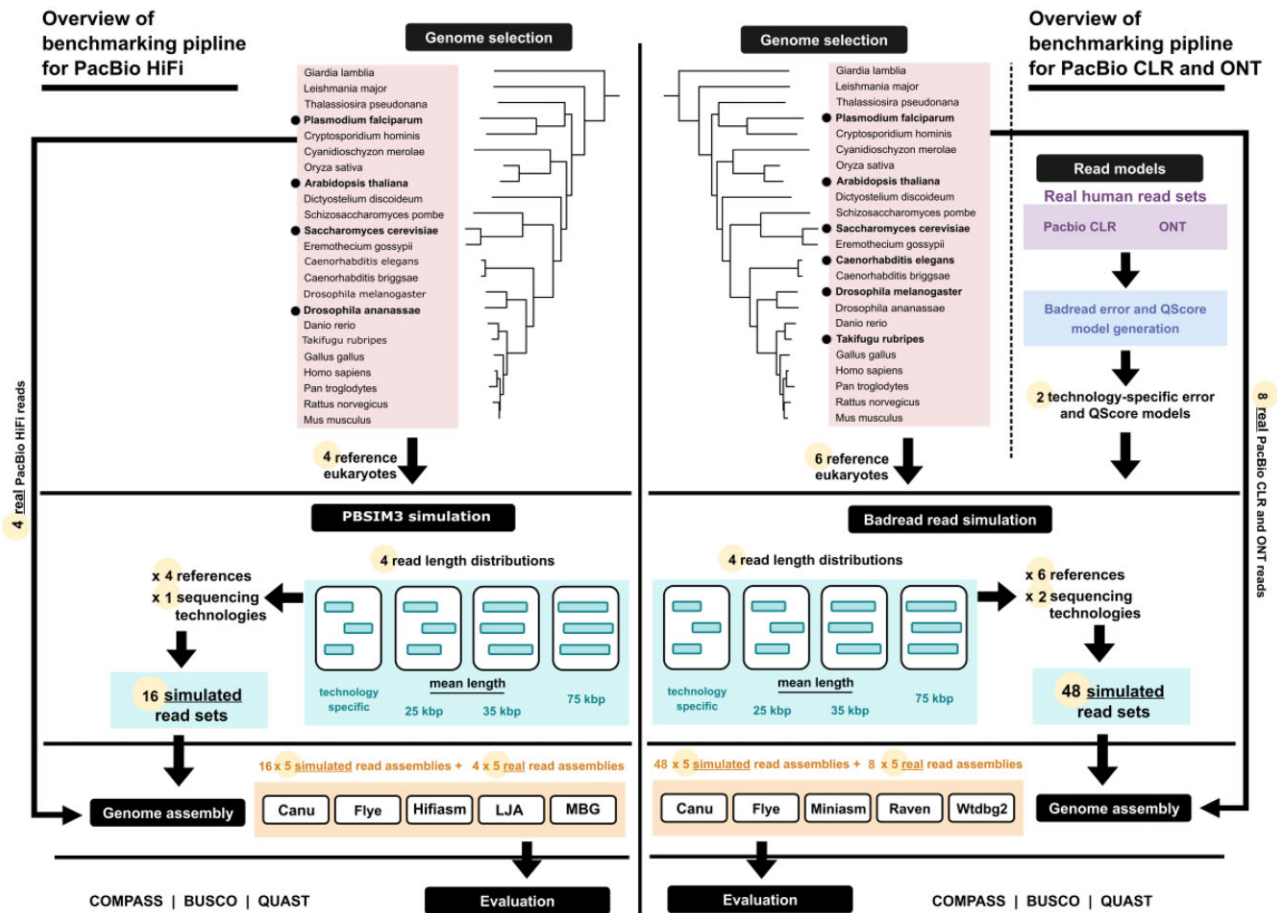 Overview of
benchmarking pipline
for PacBio HiFi
Genome selection
Giardia lamblia
Leishmania major
Thalassiosira pseudonana
Plasmodium falciparum
Cryptosporidium hominis
Cyanidioschyzon merolae
Oryza sativa
Arabidopsis thaliana
Dictyostelium discoideum
Schizosaccharomyces pombe
Saccharomyces cerevisiae
Eremothecium gossypii
Caenorhabditis elegans
Caenorhabditis briggsae
Drosophila melanogaster
Drosophila ananassae
Danio rerio
Takifugu rubripes
Gallus gallus
Homo sapiens
Pan troglodytes
Rattus norvegicus
Mus musculus
4 reference
eukaryotes
4 real PacBio HiFi reads
PBSIM3 simulation
4 read length distributions
x 4 references
x 1 sequencing
technologies
technology
specific
mean length
25 kbp
35 kbp
75 kbp
16 simulated
read sets
16 x 5 simulated read assemblies + 4 x 5 real read assemblies
Genome assembly
Canu
Flye
Hifiasm
LJA
MBG
COMPASS | BUSCO | QUAST
Evaluation
Genome selection
Overview of
benchmarking pipline
for PacBio CLR and ONT
Giardia lamblia
Leishmania major
Thalassiosira pseudonana
Plasmodium falciparum
Cryptosporidium hominis
Cyanidioschyzon merolae
Oryza sativa
Arabidopsis thaliana
Dictyostelium discoideum
Schizosaccharomyces pombe
Saccharomyces cerevisiae
Eremothecium gossypii
Caenorhabditis elegans
Caenorhabditis briggsae
Drosophila melanogaster
Drosophila ananassae
Danio rerio
Takifugu rubripes
Gallus gallus
Homo sapiens
Pan troglodytes
Rattus norvegicus
Mus musculus
6 reference
eukaryotes
Read models
Real human read sets
Pacbio CLR
ONT
Badread error and QScore
model generation
2 technology-specific error
and QScore models
8 real PacBio CLR and ONT reads
Badread read simulation
4 read length distributions
technology
specific
mean length
25 kbp
35 kbp
75 kbp
x 6 references
x 2 sequencing
technologies
48 simulated
read sets
48 x 5 simulated read assemblies + 8 x 5 real read assemblies
Canu
Flye
Miniasm
Raven
Wtdbg2
Genome assembly
Evaluation
COMPASS | BUSCO | QUAST